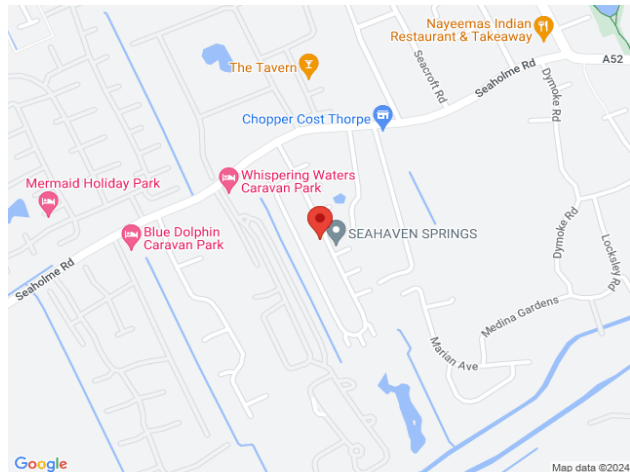 Nayeemas Indian
Restaurant & Takeaway
A52
The Tavern
Seacroft Rd
Seaholme Rd
Dymoke Rd
Chopper Cost Thorpe
Whispering Waters
Caravan Park
Mermaid Holiday Park
Blue Dolphin
Caravan Park
SEAHAVEN SPRINGS
Dymoke Rd
Locksley Rd
Seaholme Rd
Medina Gardens
Marian Ave
Google
Map data ©2024